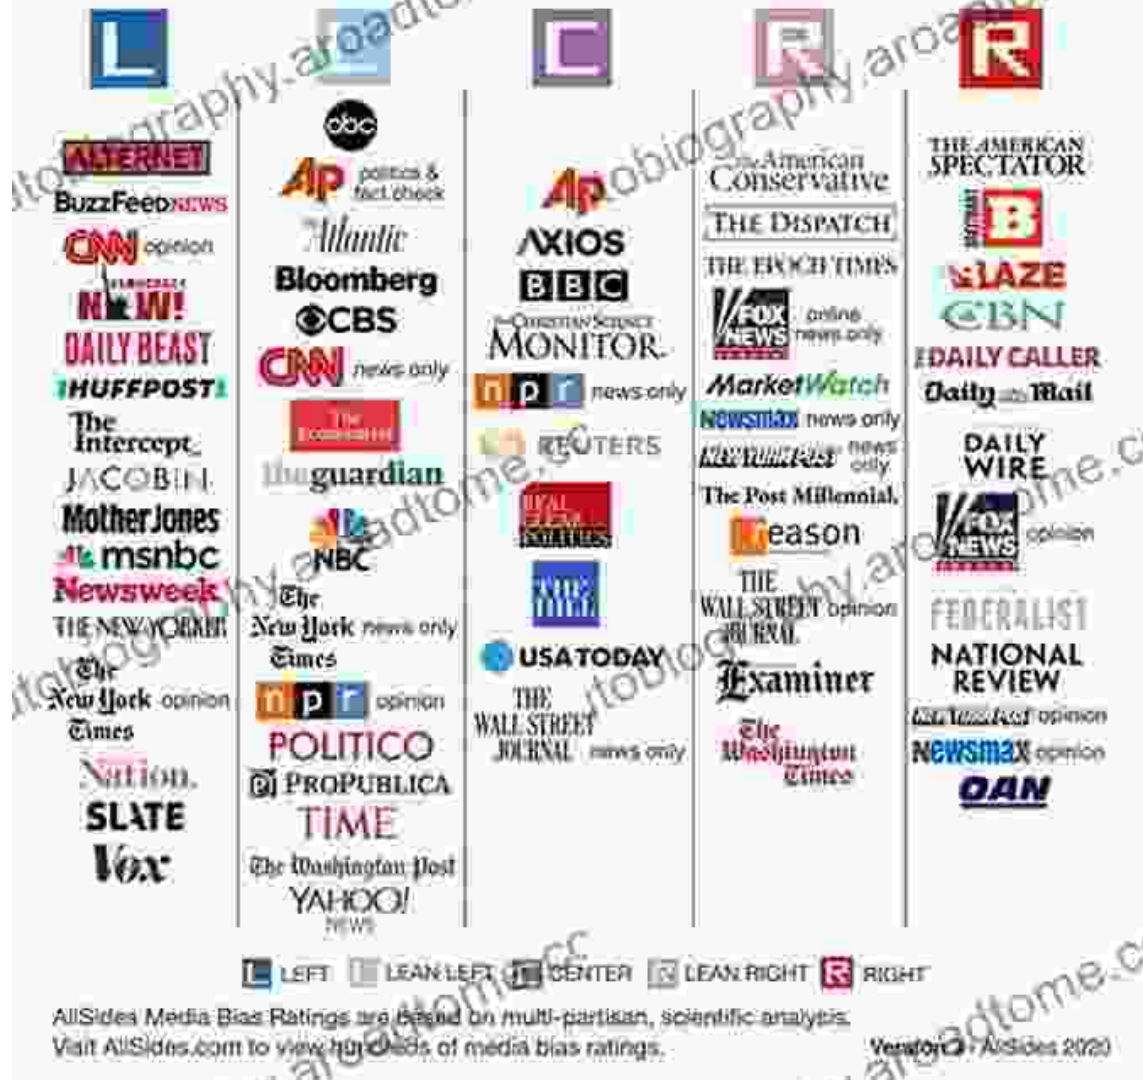 L
L
C
R
R
ALTERNET
BuzzFeed NEWS
CNN opinion
DEMOCRACY
NOW!
DAILY BEAST
HUFFPOST
The
Intercept_
JACOBIN
Mother Jones
msnbc
Newsweek
THE NEW YORKER
The
New York opinion
Times
Nation.
SLATE
Vox
abc
AP politics &
fact check
The Atlantic
Bloomberg
CBS
CNN news only
The
Economist
theguardian
NBC
The
New York news only
Times
npr opinion
POLITICO
PROPUBLICA
TIME
The Washington Post
YAHOO!
NEWS
AP
AXIOS
BBC
The CHRISTIAN SCIENCE
MONITOR
npr news only
REUTERS
REAL
CLEAR
POLITICS
THE
HILL
USA TODAY
THE
WALL STREET
JOURNAL news only
The American
Conservative
THE DISPATCH
THE EPOCH TIMES
FOX
NEWS
channel
online
news only
MarketWatch
Newsmax news only
NEW YORK POST news
only
The Post Millennial.
reason
THE
WALL STREET opinion
JOURNAL
Examiner
The
Washington
Times
THE AMERICAN
SPECTATOR
BREITBART
B
BLAZE
CBN
DAILY CALLER
Daily Mail
DAILY
WIRE
FOX
NEWS
channel
opinion
FEDERALIST
NATIONAL
REVIEW
NEW YORK POST opinion
Newsmax opinion
OAN
L LEFT
L LEAN LEFT
C CENTER
R LEAN RIGHT
R RIGHT
AllSides Media Bias Ratings are based on multi-partisan, scientific analysis.
Visit AllSides.com to view hundreds of media bias ratings.
Version 3 - AllSides 2020
autobiography.aroadtome.cc